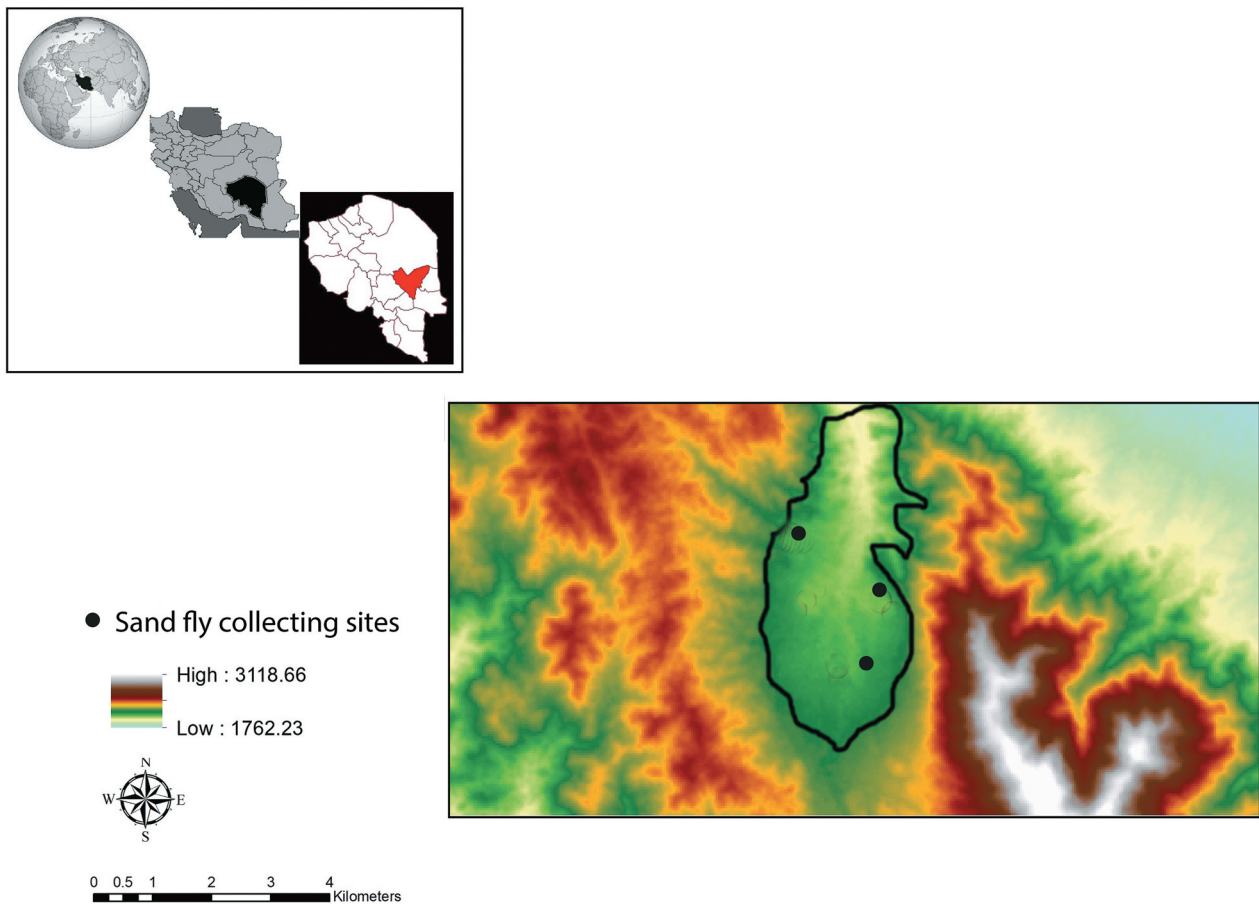 Sand fly collecting sites
High : 3118.66
Low : 1762.23
N
W E
S
0 0.5 1 2 3 4
Kilometers